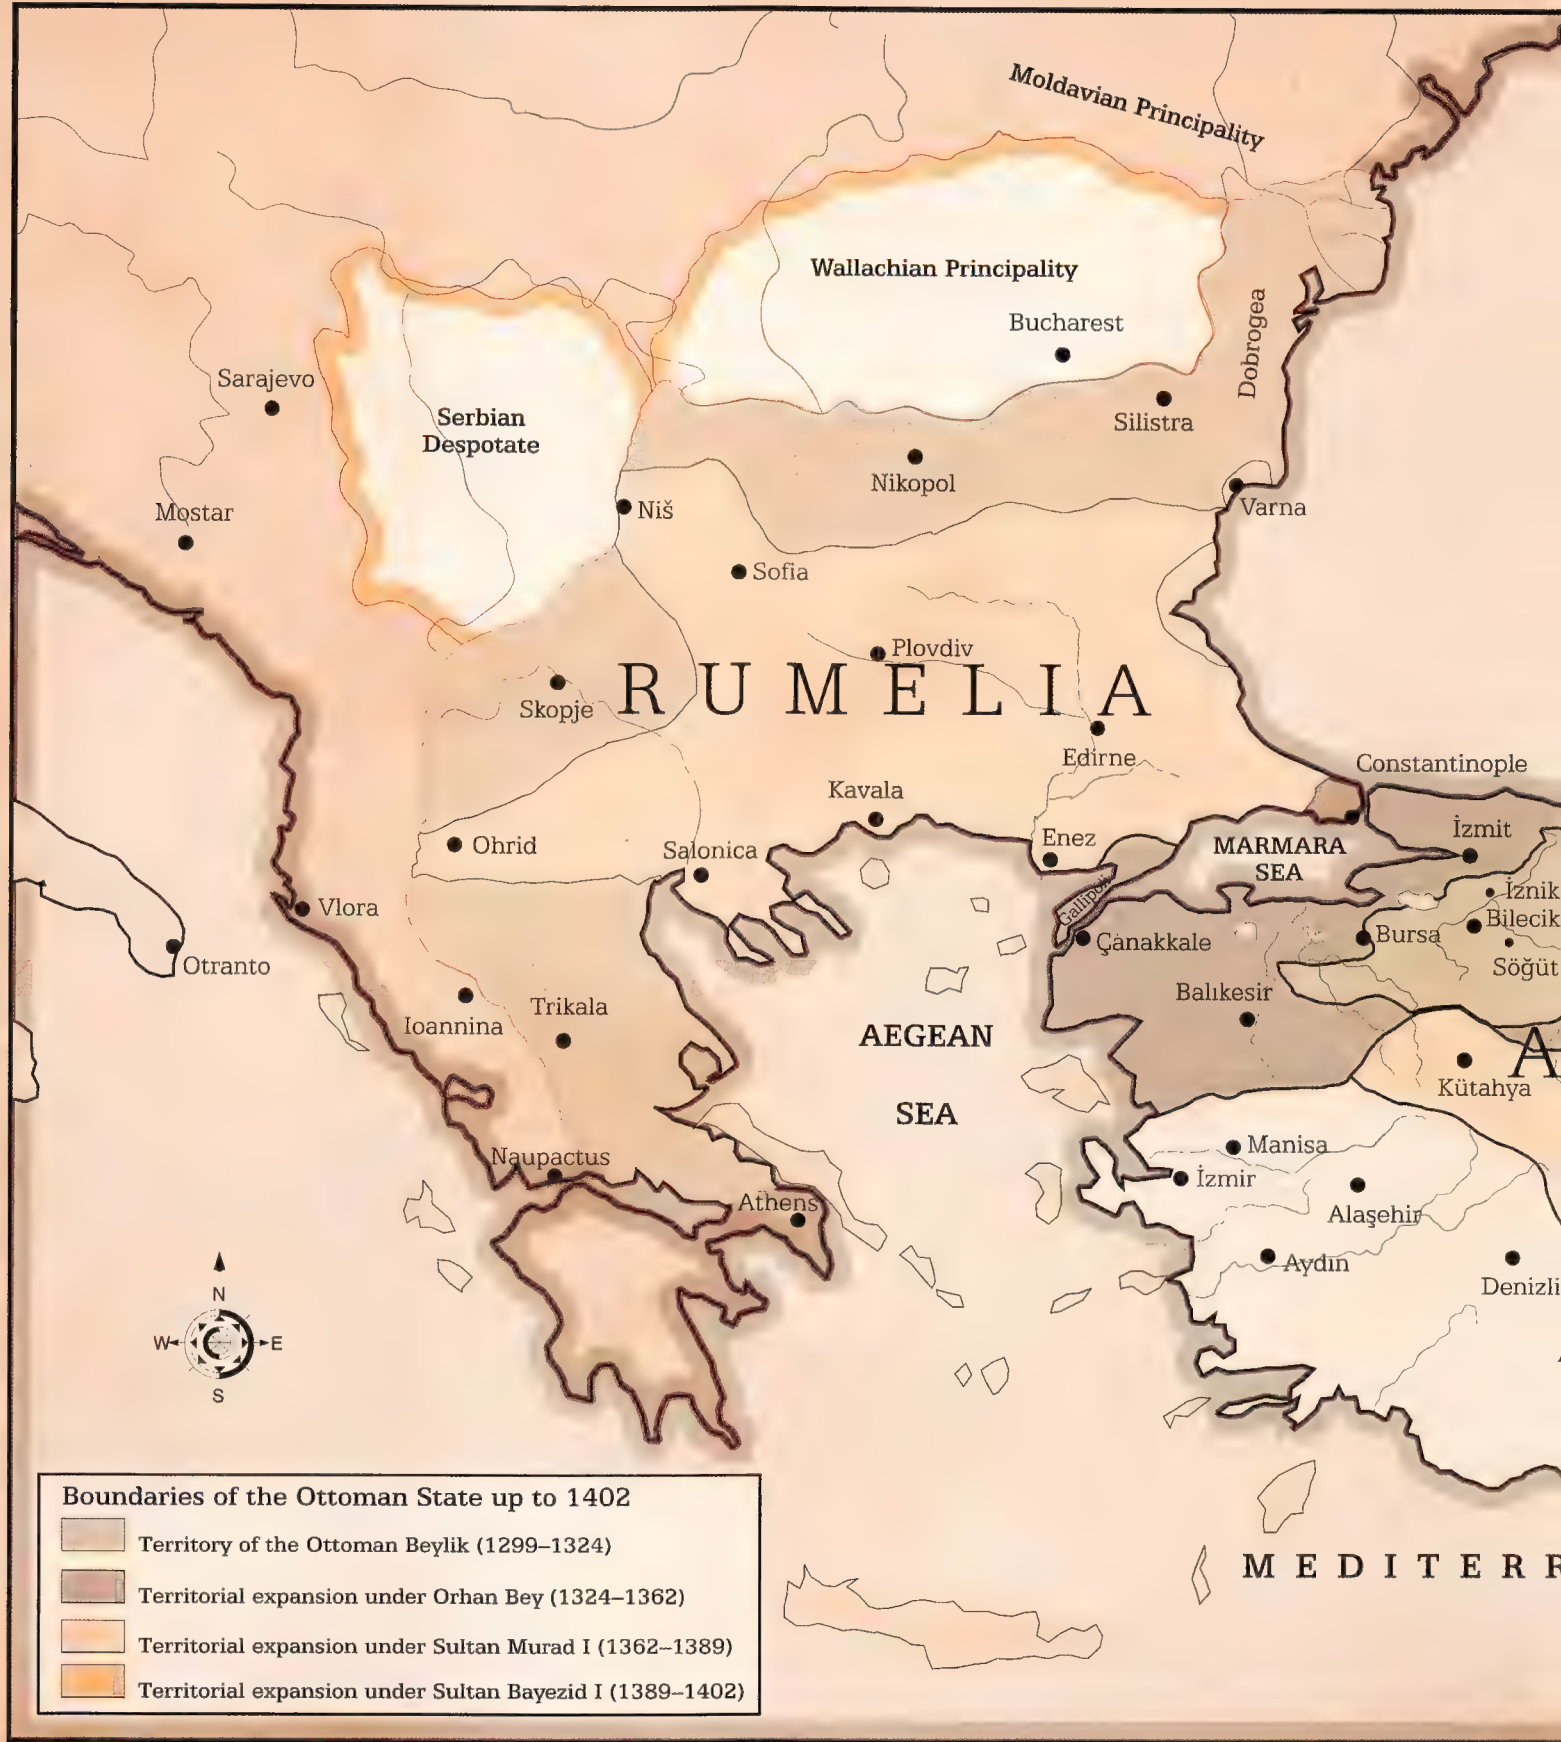 Moldavian Principality
Wallachian Principality
Bucharest
Dobrogea
Sarajevo
Serbian
Despotate
Silistra
Nikopol
Mostar
Niš
Varna
Sofia
Plovdiv
RUMELIA
Skopje
Edirne
Constantinople
Kavala
Ohrid
Salonica
Enez
MARMARA
SEA
İzmit
İznik
Gallipoli
Vlora
Bilecik
Çanakkale
Bursa
Otranto
Söğüt
Balıkesir
Ioannina
Trikala
AEGEAN
SEA
A
Kütahya
Naupactus
Manisa
İzmir
Athens
Alaşehir
Aydın
Denizli
N
W
E
S
Boundaries of the Ottoman State up to 1402
Territory of the Ottoman Beylik (1299–1324)
Territorial expansion under Orhan Bey (1324–1362)
Territorial expansion under Sultan Murad I (1362–1389)
Territorial expansion under Sultan Bayezid I (1389–1402)
MEDITERR